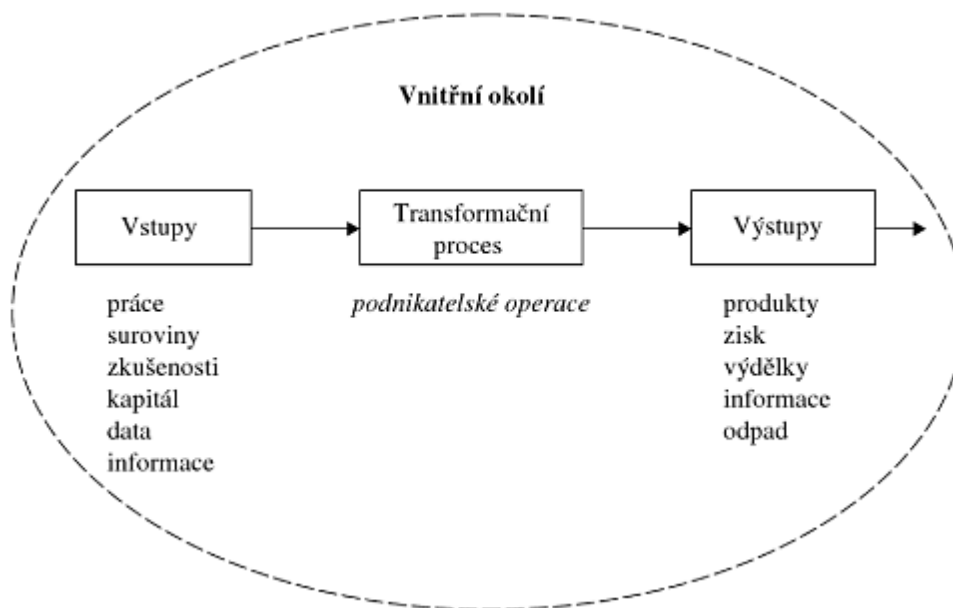 Vnitřní okolí
Vstupy
Transformační
proces
Výstupy
práce
suroviny
zkušenosti
kapitál
data
informace
podnikatelské operace
produkty
zisk
výdělky
informace
odpad